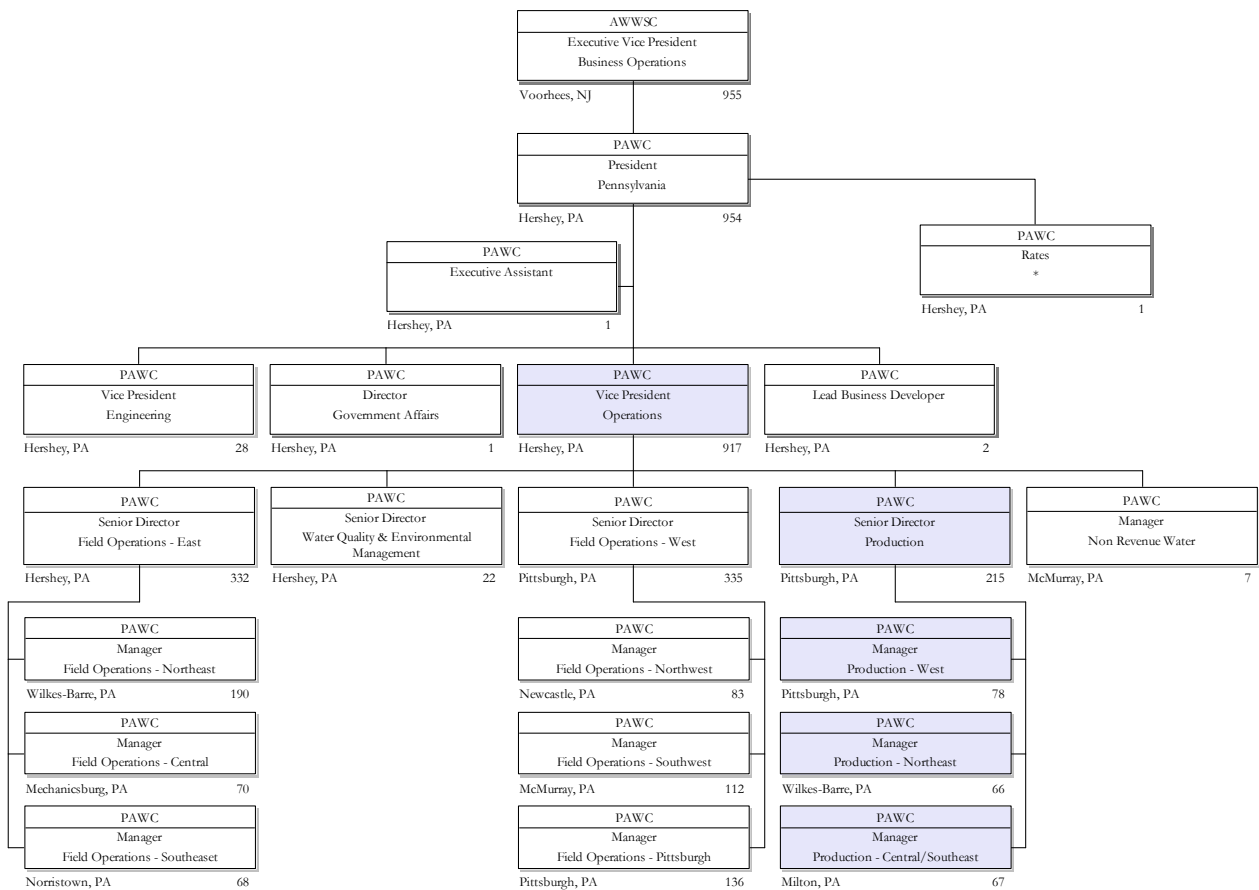 AWWSC
Executive Vice President
Business Operations
Voorhees, NJ 955
PAWC
President
Pennsylvania
Hershey, PA 954
PAWC
Rates
*
Hershey, PA 1
PAWC
Executive Assistant
Hershey, PA 1
PAWC
Vice President
Engineering
Hershey, PA 28
PAWC
Director
Government Affairs
Hershey, PA 1
PAWC
Vice President
Operations
Hershey, PA 917
PAWC
Lead Business Developer
Hershey, PA 2
PAWC
Senior Director
Field Operations - East
Hershey, PA 332
PAWC
Senior Director
Water Quality & Environmental
Management
Hershey, PA 22
PAWC
Senior Director
Field Operations - West
Pittsburgh, PA 335
PAWC
Senior Director
Production
Pittsburgh, PA 215
PAWC
Manager
Non Revenue Water
McMurray, PA 7
PAWC
Manager
Field Operations - Northeast
Wilkes-Barre, PA 190
PAWC
Manager
Field Operations - Central
Mechanicsburg, PA 70
PAWC
Manager
Field Operations - Southeaset
Norristown, PA 68
PAWC
Manager
Field Operations - Northwest
Newcastle, PA 83
PAWC
Manager
Field Operations - Southwest
McMurray, PA 112
PAWC
Manager
Field Operations - Pittsburgh
Pittsburgh, PA 136
PAWC
Manager
Production - West
Pittsburgh, PA 78
PAWC
Manager
Production - Northeast
Wilkes-Barre, PA 66
PAWC
Manager
Production - Central/Southeast
Milton, PA 67